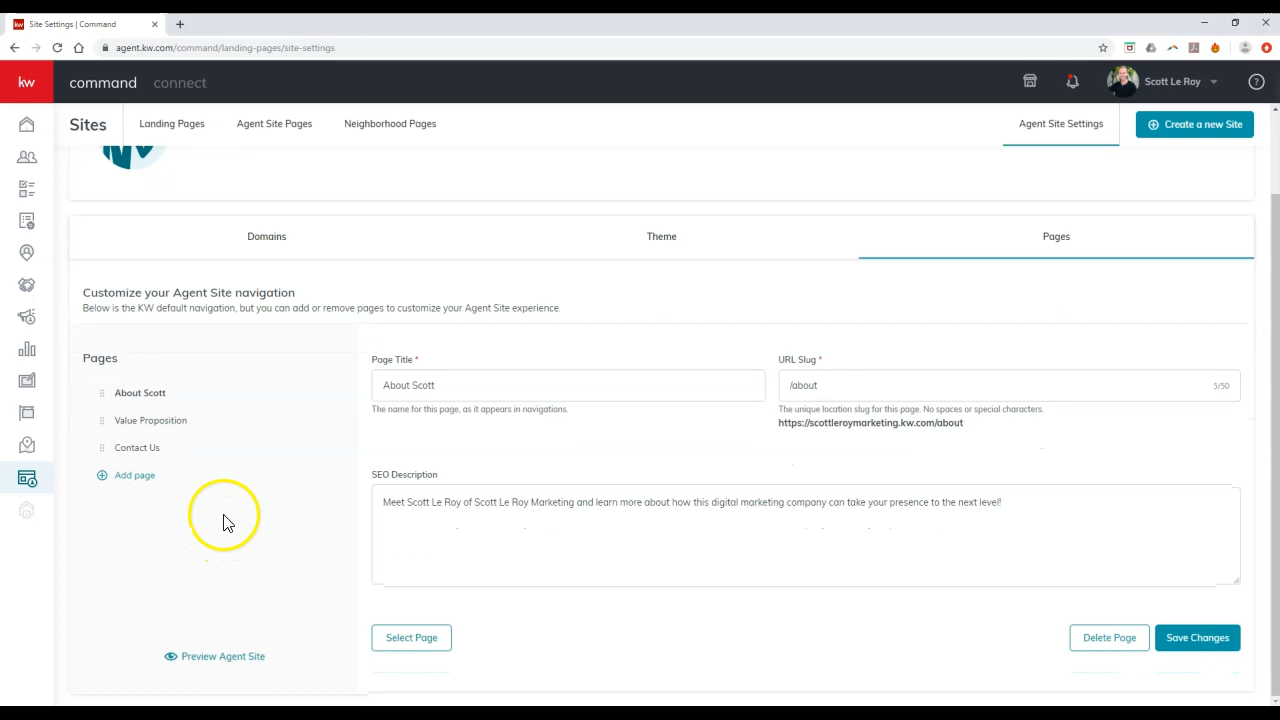 kw Site Settings | Command
agent.kw.com/command/landing-pages/site-settings
kw command connect Scott Le Roy
Sites Landing Pages Agent Site Pages Neighborhood Pages Agent Site Settings Create a new Site
Domains Theme Pages
Customize your Agent Site navigation
Below is the KW default navigation, but you can add or remove pages to customize your Agent Site experience.
Pages
About Scott
Value Proposition
Contact Us
Add page
Preview Agent Site
Page Title *
About Scott
The name for this page, as it appears in navigations.
URL Slug *
/about 5/50
The unique location slug for this page. No spaces or special characters.
https://scottleroymarketing.kw.com/about
SEO Description
Meet Scott Le Roy of Scott Le Roy Marketing and learn more about how this digital marketing company can take your presence to the next level!
Select Page Delete Page Save Changes